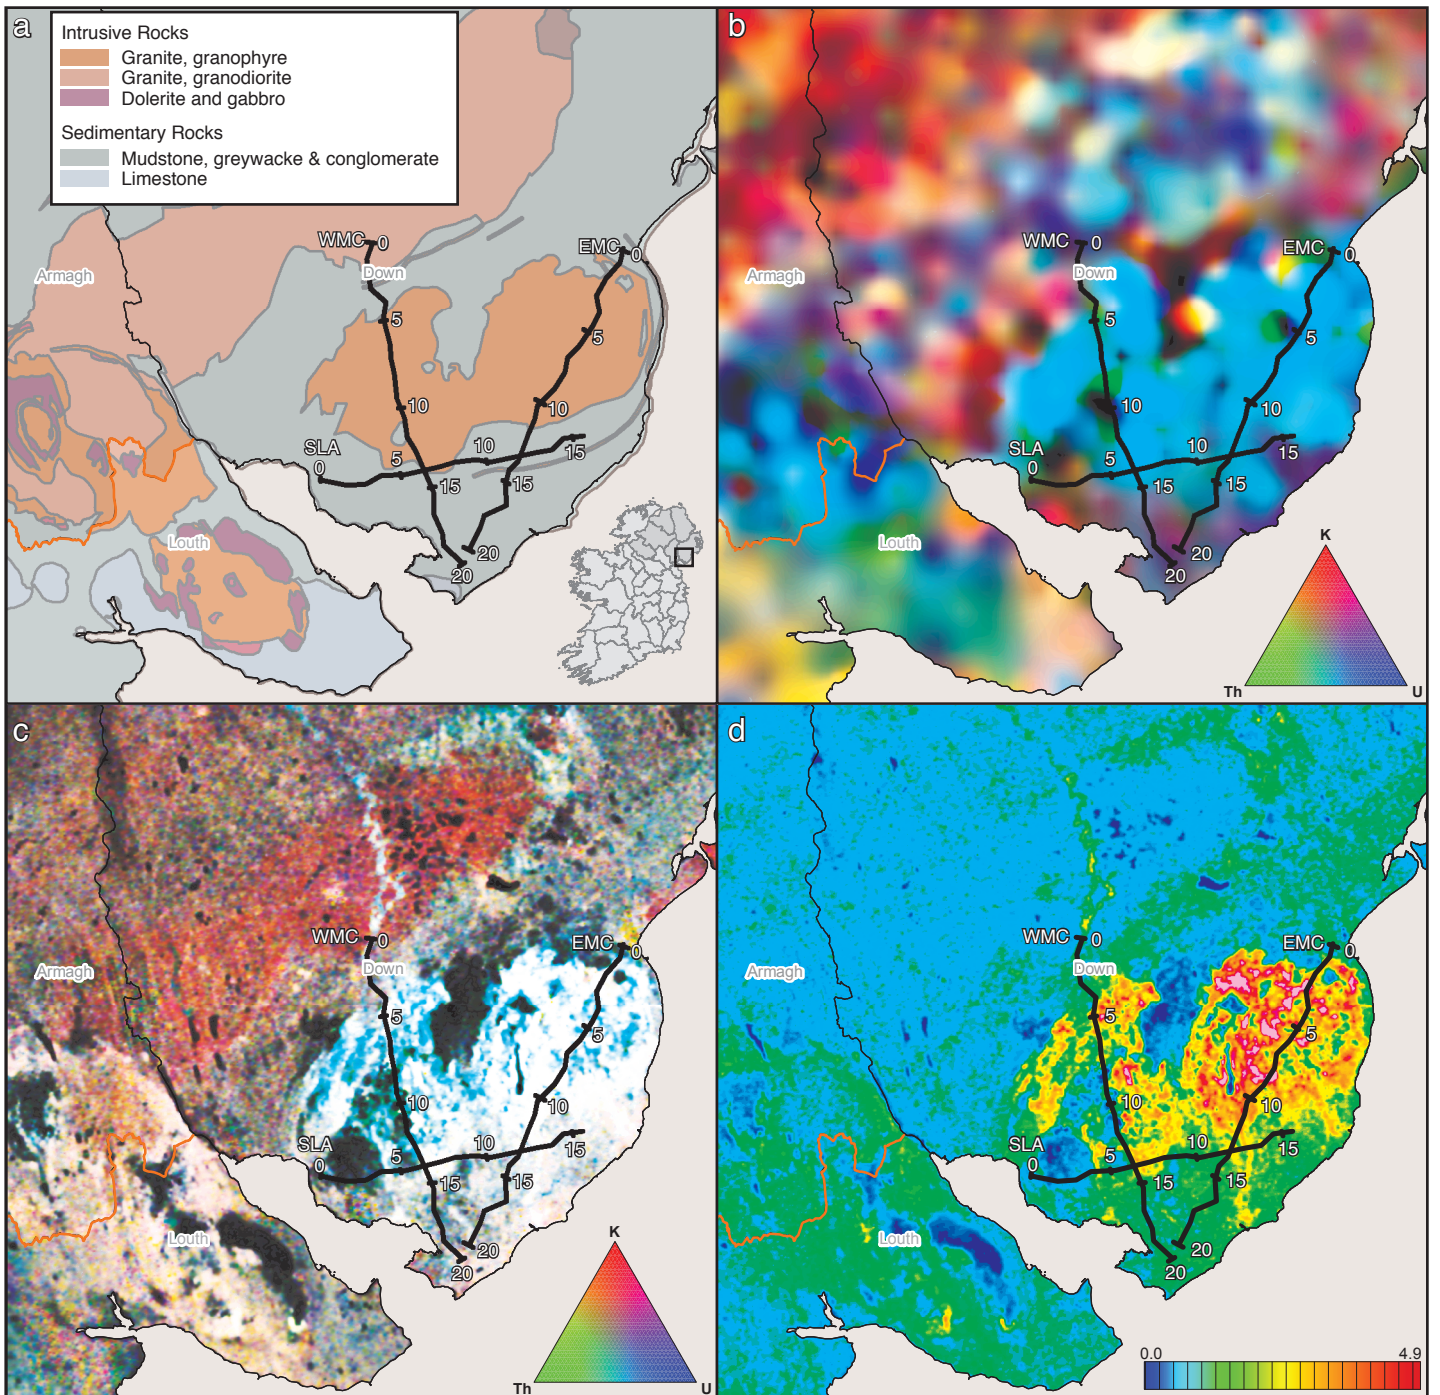 a
Intrusive Rocks
Granite, granophyre
Granite, granodiorite
Dolerite and gabbro
Sedimentary Rocks
Mudstone, greywacke & conglomerate
Limestone
WMC 0
EMC 0
Armagh
Down
5
5
10
10
SLA
0
5
10
15
15
15
Louth
20
20
b
WMC 0
EMC 0
Armagh
Down
5
5
10
10
SLA
0
5
10
15
15
15
Louth
20
20
K
Th U
c
WMC 0
EMC 0
Armagh
Down
5
5
10
10
SLA
0
5
10
15
15
15
Louth
20
20
K
Th U
d
WMC 0
EMC 0
Armagh
Down
5
5
10
10
SLA
0
5
10
15
15
15
Louth
20
20
0.0 4.9